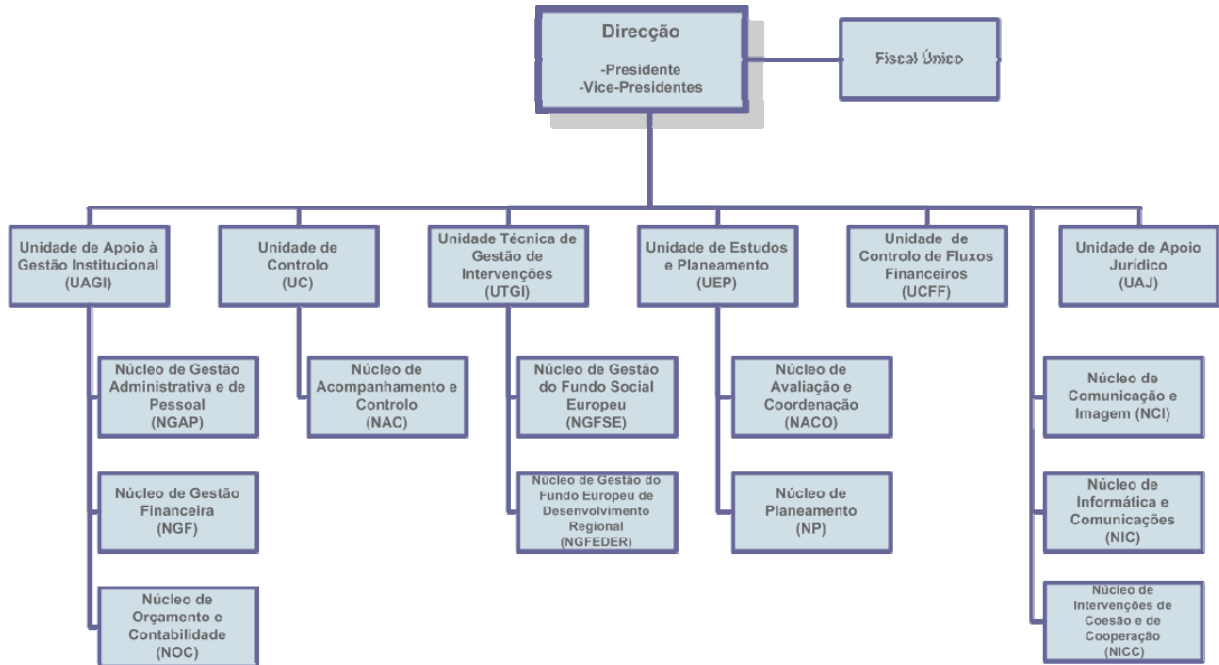 Direcção
-Presidente
-Vice-Presidentes
Fiscal Único
Unidade de Apoio à
Gestão Institucional
(UAGI)
Unidade de
Controlo
(UC)
Unidade Técnica de
Gestão de
Intervenções
(UTGI)
Unidade de Estudos
e Planeamento
(UEP)
Unidade de
Controlo de Fluxos
Financeiros
(UCFF)
Unidade de Apoio
Jurídico
(UAJ)
Núcleo de Gestão
Administrativa e de
Pessoal
(NGAP)
Núcleo de
Acompanhamento e
Controlo
(NAC)
Núcleo de Gestão
do Fundo Social
Europeu
(NGFSE)
Núcleo de
Avaliação e
Coordenação
(NACO)
Núcleo de
Comunicação e
Imagem (NCI)
Núcleo de Gestão
Financeira
(NGF)
Núcleo de Gestão do
Fundo Europeu de
Desenvolvimento
Regional
(NGFEDER)
Núcleo de
Planeamento
(NP)
Núcleo de
Informática e
Comunicações
(NIC)
Núcleo de
Orçamento e
Contabilidade
(NOC)
Núcleo de
Intervenções de
Coesão e de
Cooperação
(NICC)